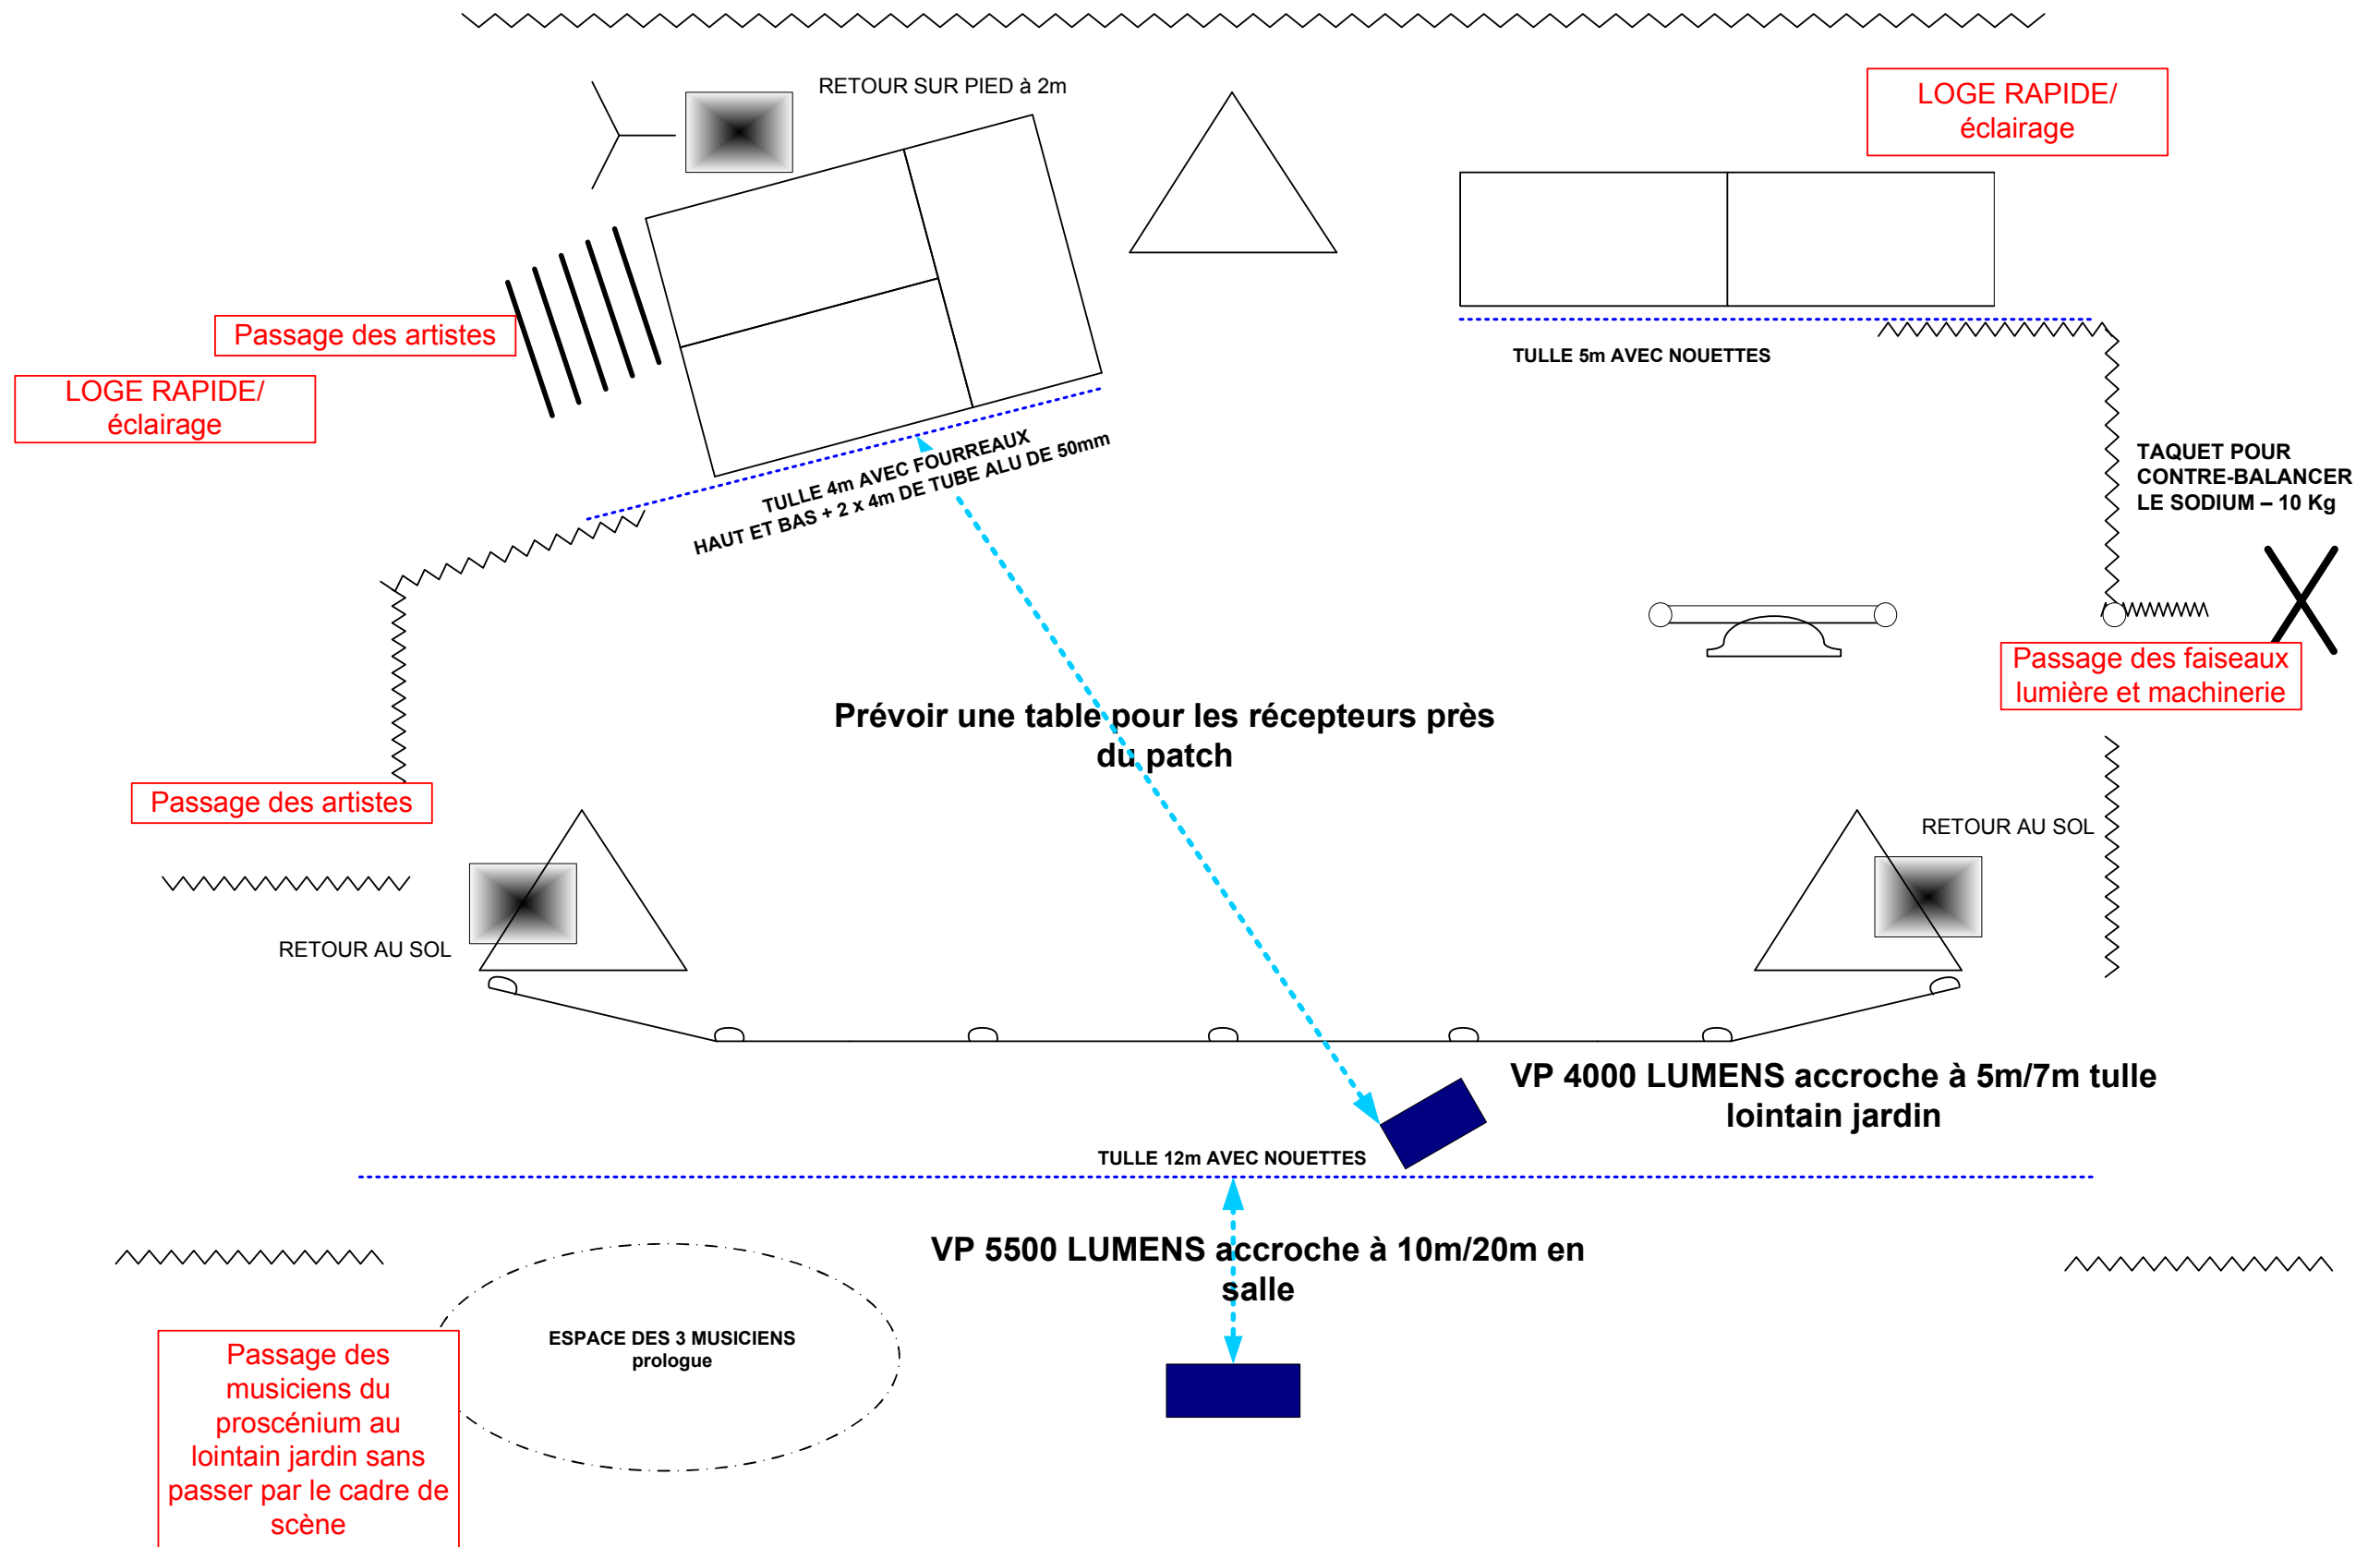 RETOUR SUR PIED à 2m
LOGE RAPIDE/
éclairage
Passage des artistes
LOGE RAPIDE/
éclairage
TULLE 5m AVEC NOUETTES
TULLE 4m AVEC FOURREAUX
HAUT ET BAS + 2 x 4m DE TUBE ALU DE 50mm
TAQUET POUR
CONTRE-BALANCER
LE SODIUM – 10 Kg
Passage des faiseaux
lumière et machinerie
Prévoir une table pour les récepteurs près
du patch
Passage des artistes
RETOUR AU SOL
RETOUR AU SOL
VP 4000 LUMENS accroche à 5m/7m tulle
lointain jardin
TULLE 12m AVEC NOUETTES
VP 5500 LUMENS accroche à 10m/20m en
salle
ESPACE DES 3 MUSICIENS
prologue
Passage des
musiciens du
proscénium au
lointain jardin sans
passer par le cadre de
scène